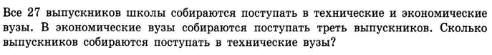 Все 27 выпускников школы собираются поступать в технические и экономические
вузы. В экономические вузы собираются поступать треть выпускников. Сколько
выпускников собираются поступать в технические вузы?